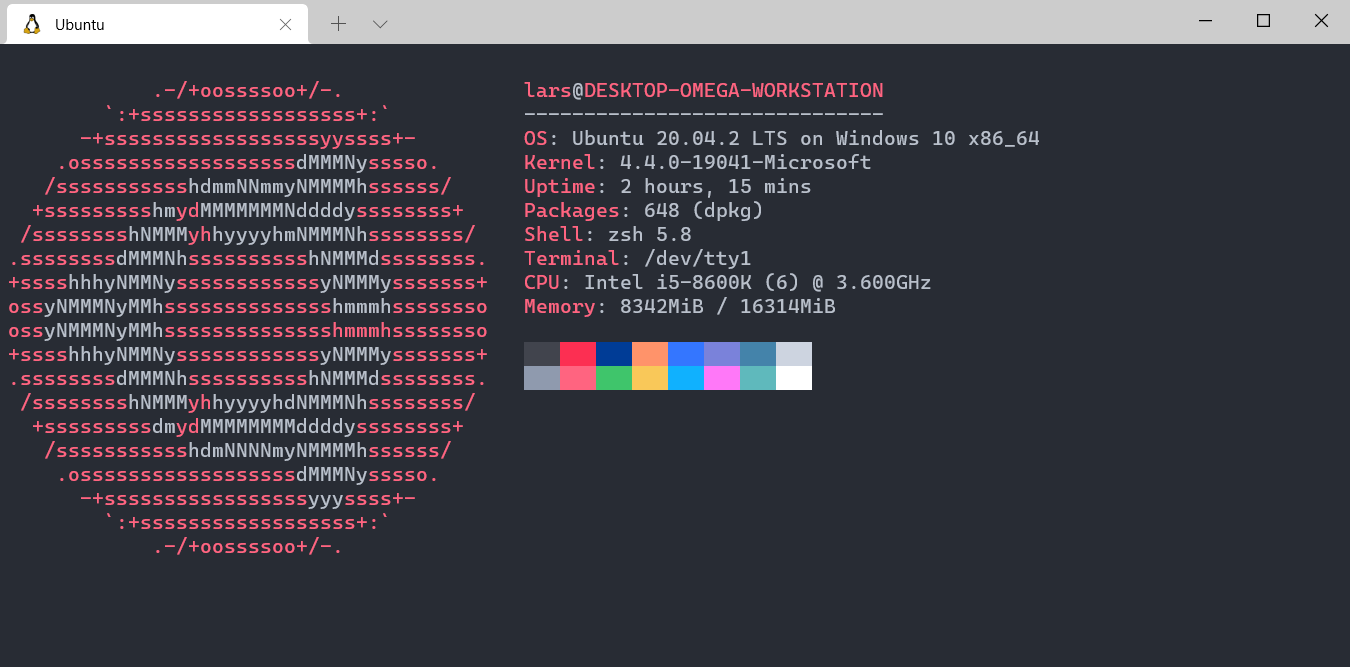 Ubuntu
            .-/+oossssoo+/-.               lars@DESKTOP-OMEGA-WORKSTATION
        `:+ssssssssssssssssss+:`           ------------------------------
      -+ssssssssssssssssssyyssss+-         OS: Ubuntu 20.04.2 LTS on Windows 10 x86_64
    .ossssssssssssssssssdMMMNysssso.       Kernel: 4.4.0-19041-Microsoft
   /ssssssssssshdmmNNmmyNMMMMhssssss/      Uptime: 2 hours, 15 mins
  +ssssssssshmydMMMMMMMNddddyssssssss+     Packages: 648 (dpkg)
 /sssssssshNMMMyhhyyyyhmNMMMNhssssssss/    Shell: zsh 5.8
.ssssssssdMMMNhsssssssssshNMMMdssssssss.   Terminal: /dev/tty1
+sssshhhyNMMNyssssssssssssyNMMMysssssss+   CPU: Intel i5-8600K (6) @ 3.600GHz
ossyNMMMNyMMhsssssssssssssshmmmhssssssso   Memory: 8342MiB / 16314MiB
ossyNMMMNyMMhsssssssssssssshmmmhssssssso
+sssshhhyNMMNyssssssssssssyNMMMysssssss+
.ssssssssdMMMNhsssssssssshNMMMdssssssss.
 /sssssssshNMMMyhhyyyyhdNMMMNhssssssss/
  +sssssssssdmydMMMMMMMMddddyssssssss+
   /ssssssssssshdmNNNNmyNMMMMhssssss/
    .ossssssssssssssssssdMMMNysssso.
      -+sssssssssssssssssyyyssss+-
        `:+ssssssssssssssssss+:`
            .-/+oossssoo+/-.